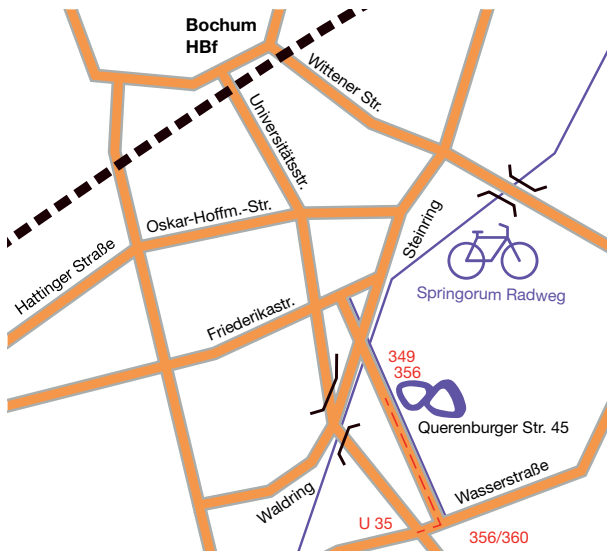 Bochum
HBf
Wittener Str.
Universitätsstr.
Oskar-Hoffm.-Str.
Steinring
Hattinger Straße
Springorum Radweg
Friederikastr.
349
356
Querenburger Str. 45
Wasserstraße
Waldring
U 35
356/360